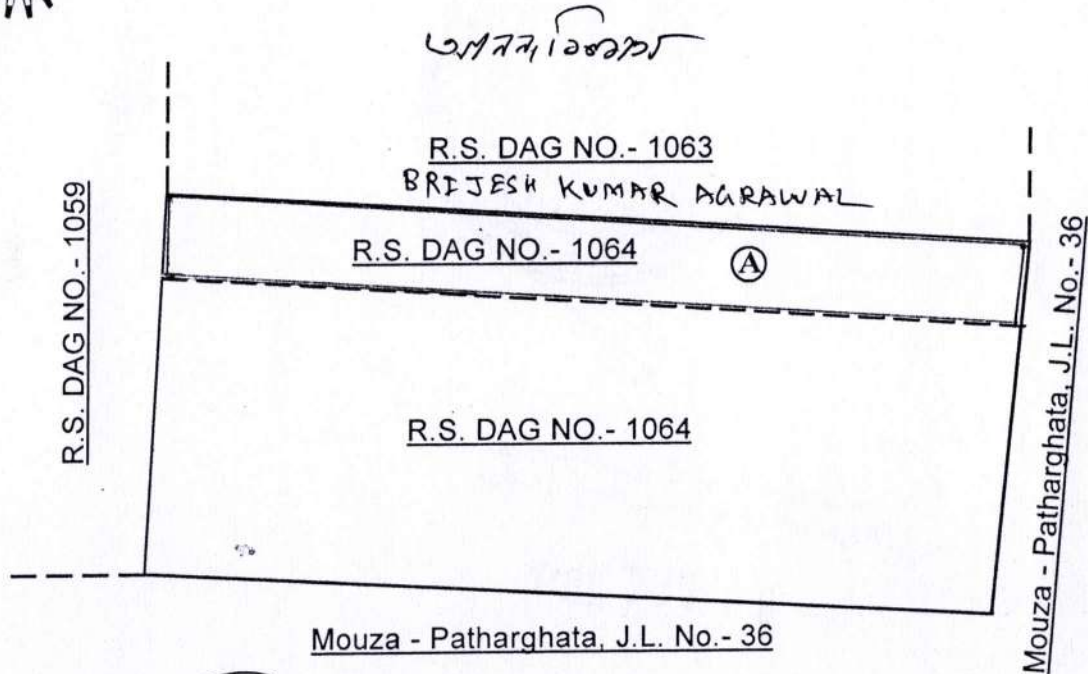 R.S. DAG NO.- 1063
BRIJESH KUMAR AGRAWAL
R.S. DAG NO.- 1059
R.S. DAG NO.- 1064
A
R.S. DAG NO.- 1064
Mouza - Patharghata, J.L. No.- 36
Mouza - Patharghata, J.L. No.- 36